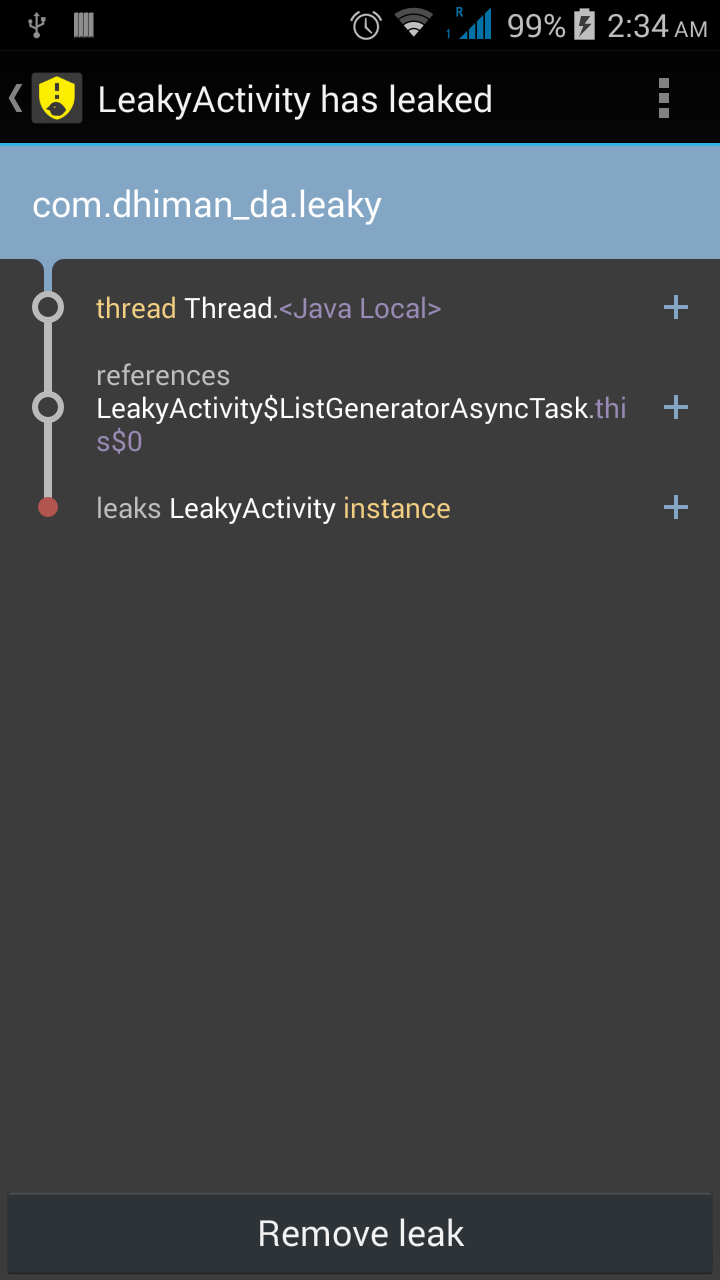 R
1
99%
2:34 AM
LeakyActivity has leaked
com.dhiman_da.leaky
thread Thread.<Java Local>
references
LeakyActivity$ListGeneratorAsyncTask.thi
s$0
leaks LeakyActivity instance
Remove leak